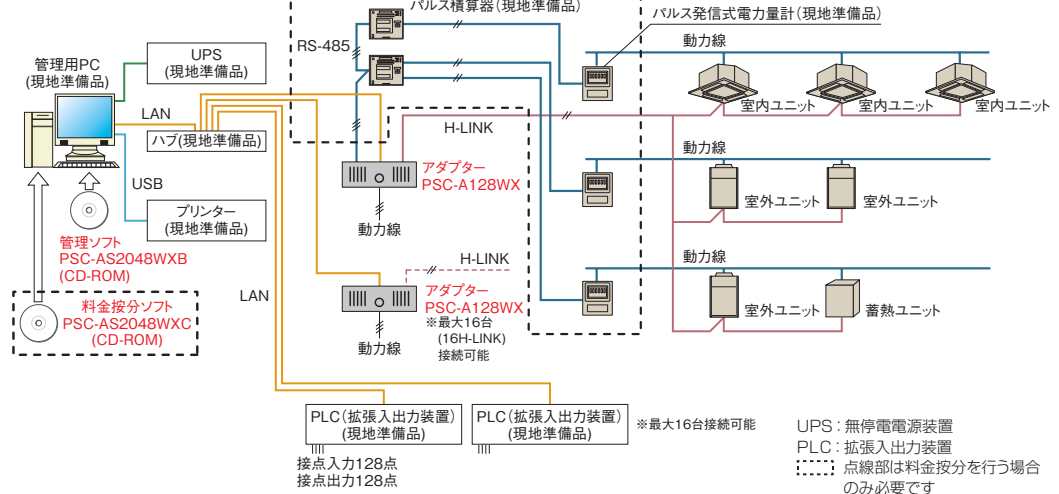 パルス積算器(現地準備品)
パルス発信式電力量計(現地準備品)
RS-485
動力線
UPS
(現地準備品)
管理用PC
(現地準備品)
室内ユニット
室内ユニット
室内ユニット
LAN
ハブ(現地準備品)
H-LINK
動力線
アダプター
PSC-A128WX
USB
室外ユニット
室外ユニット
プリンター
(現地準備品)
動力線
管理ソフト
PSC-AS2048WXB
(CD-ROM)
動力線
H-LINK
LAN
アダプター
PSC-A128WX
※最大16台
(16H-LINK)
接続可能
料金按分ソフト
PSC-AS2048WXC
(CD-ROM)
室外ユニット
蓄熱ユニット
動力線
PLC(拡張入出力装置)
(現地準備品)
PLC(拡張入出力装置)
(現地準備品)
※最大16台接続可能
接点入力128点
接点出力128点
UPS:無停電電源装置
PLC:拡張入出力装置
点線部は料金按分を行う場合
のみ必要です